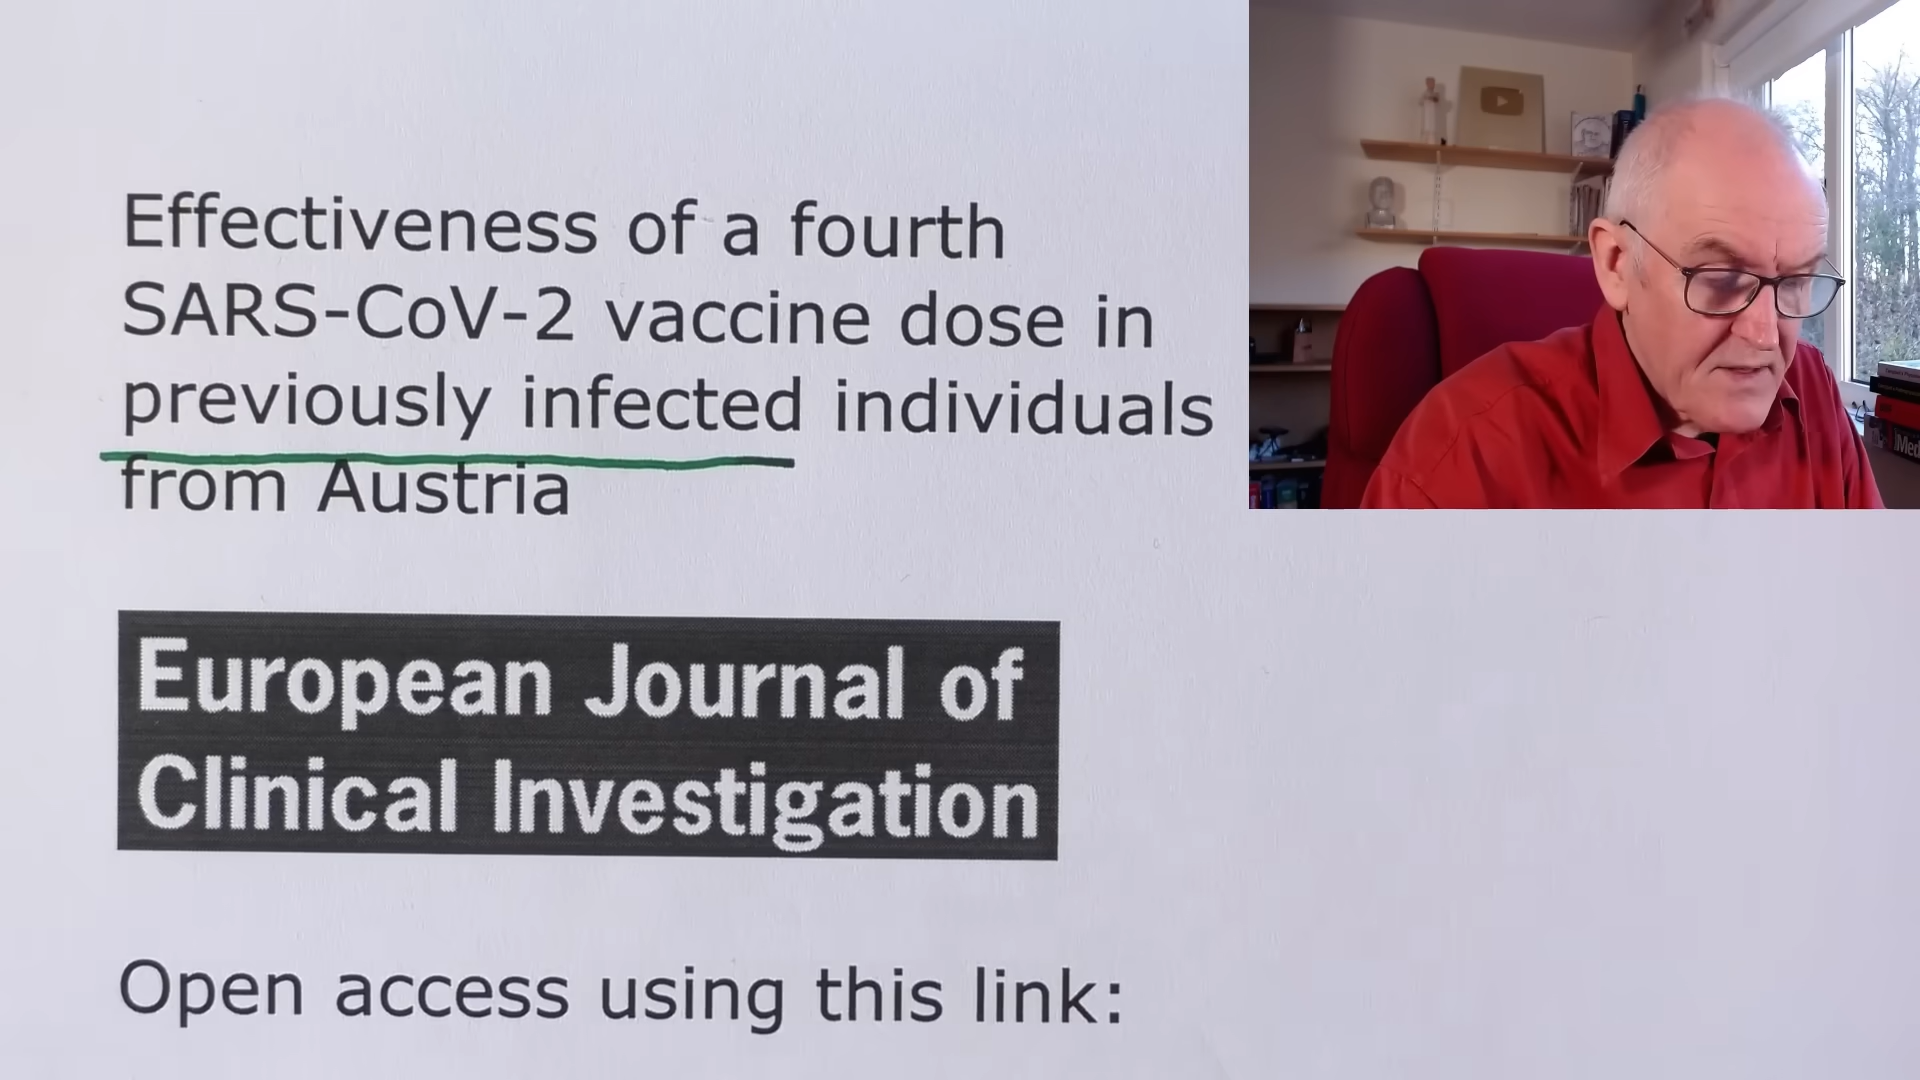 Effectiveness of a fourth
SARS-CoV-2 vaccine dose in
previously infected individuals
from Austria
European Journal of
Clinical Investigation
Open access using this link: